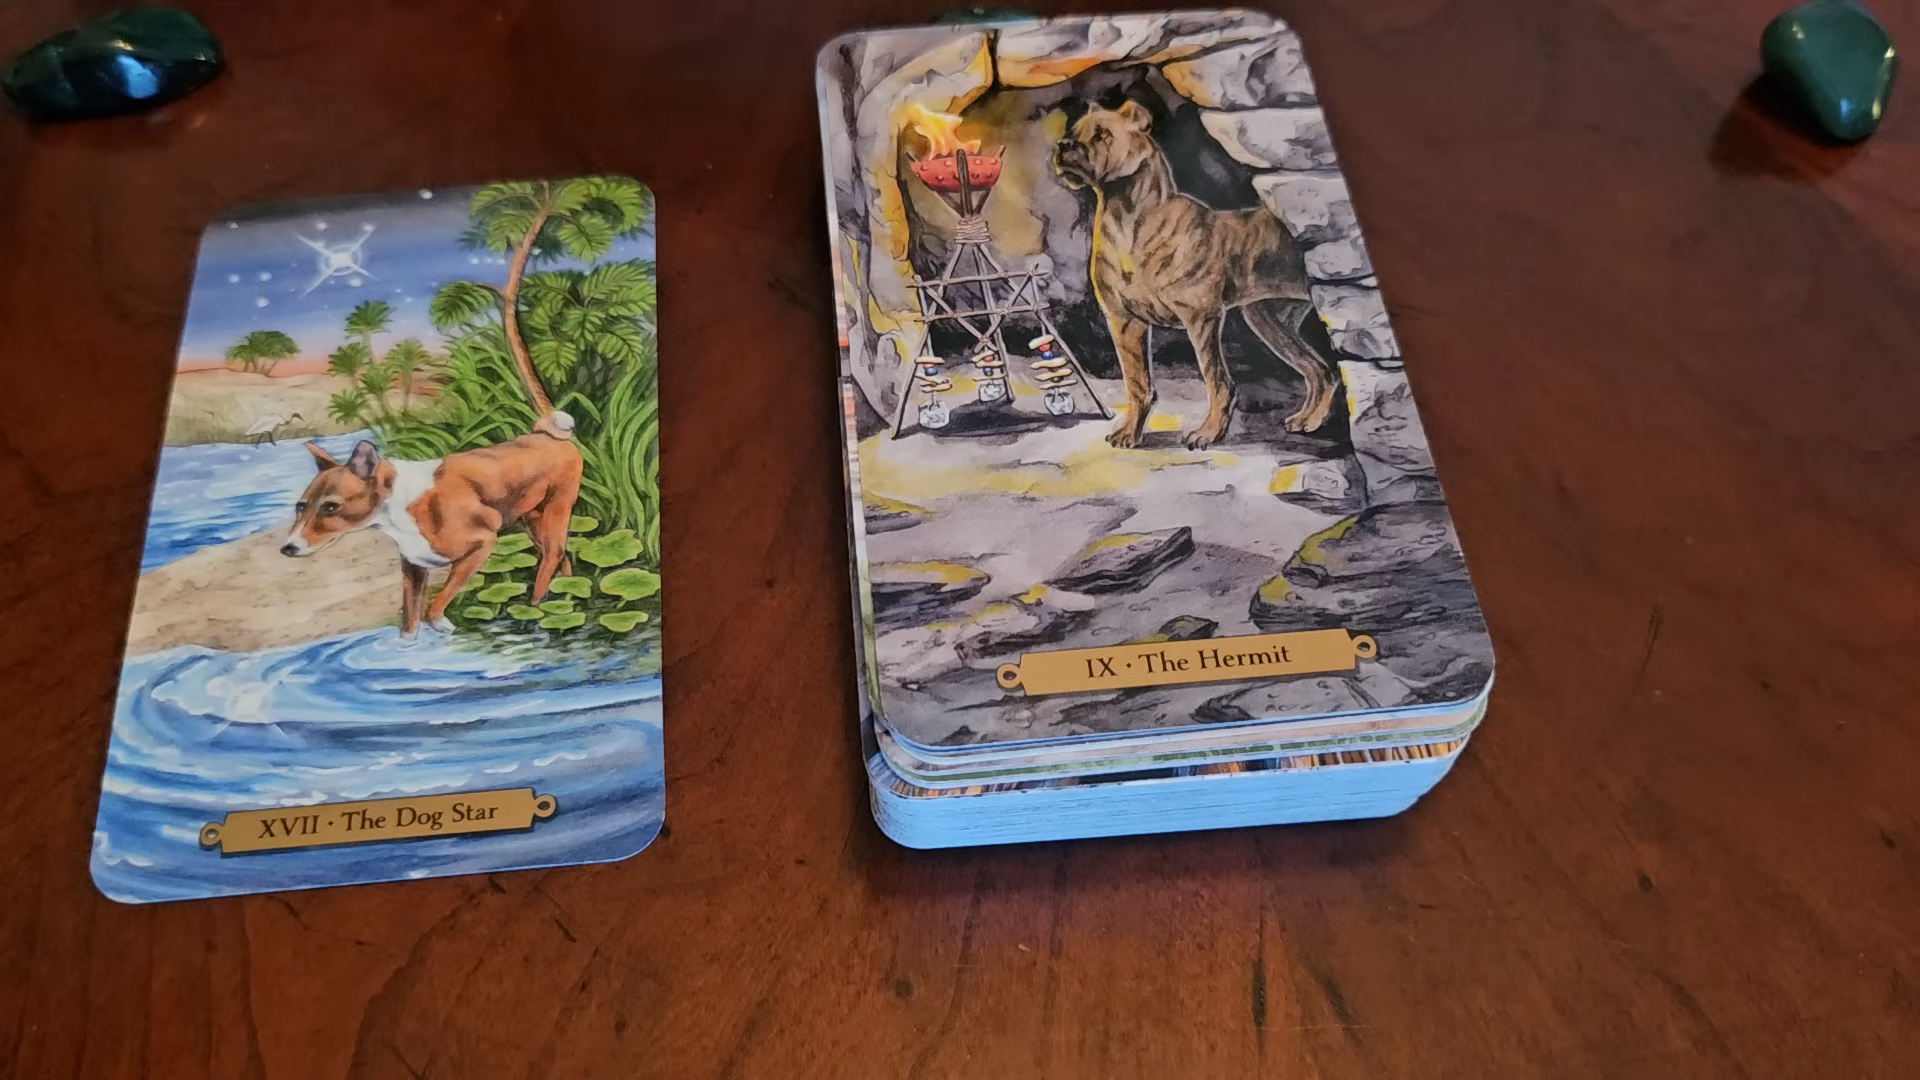 XVII · The Dog Star
IX · The Hermit